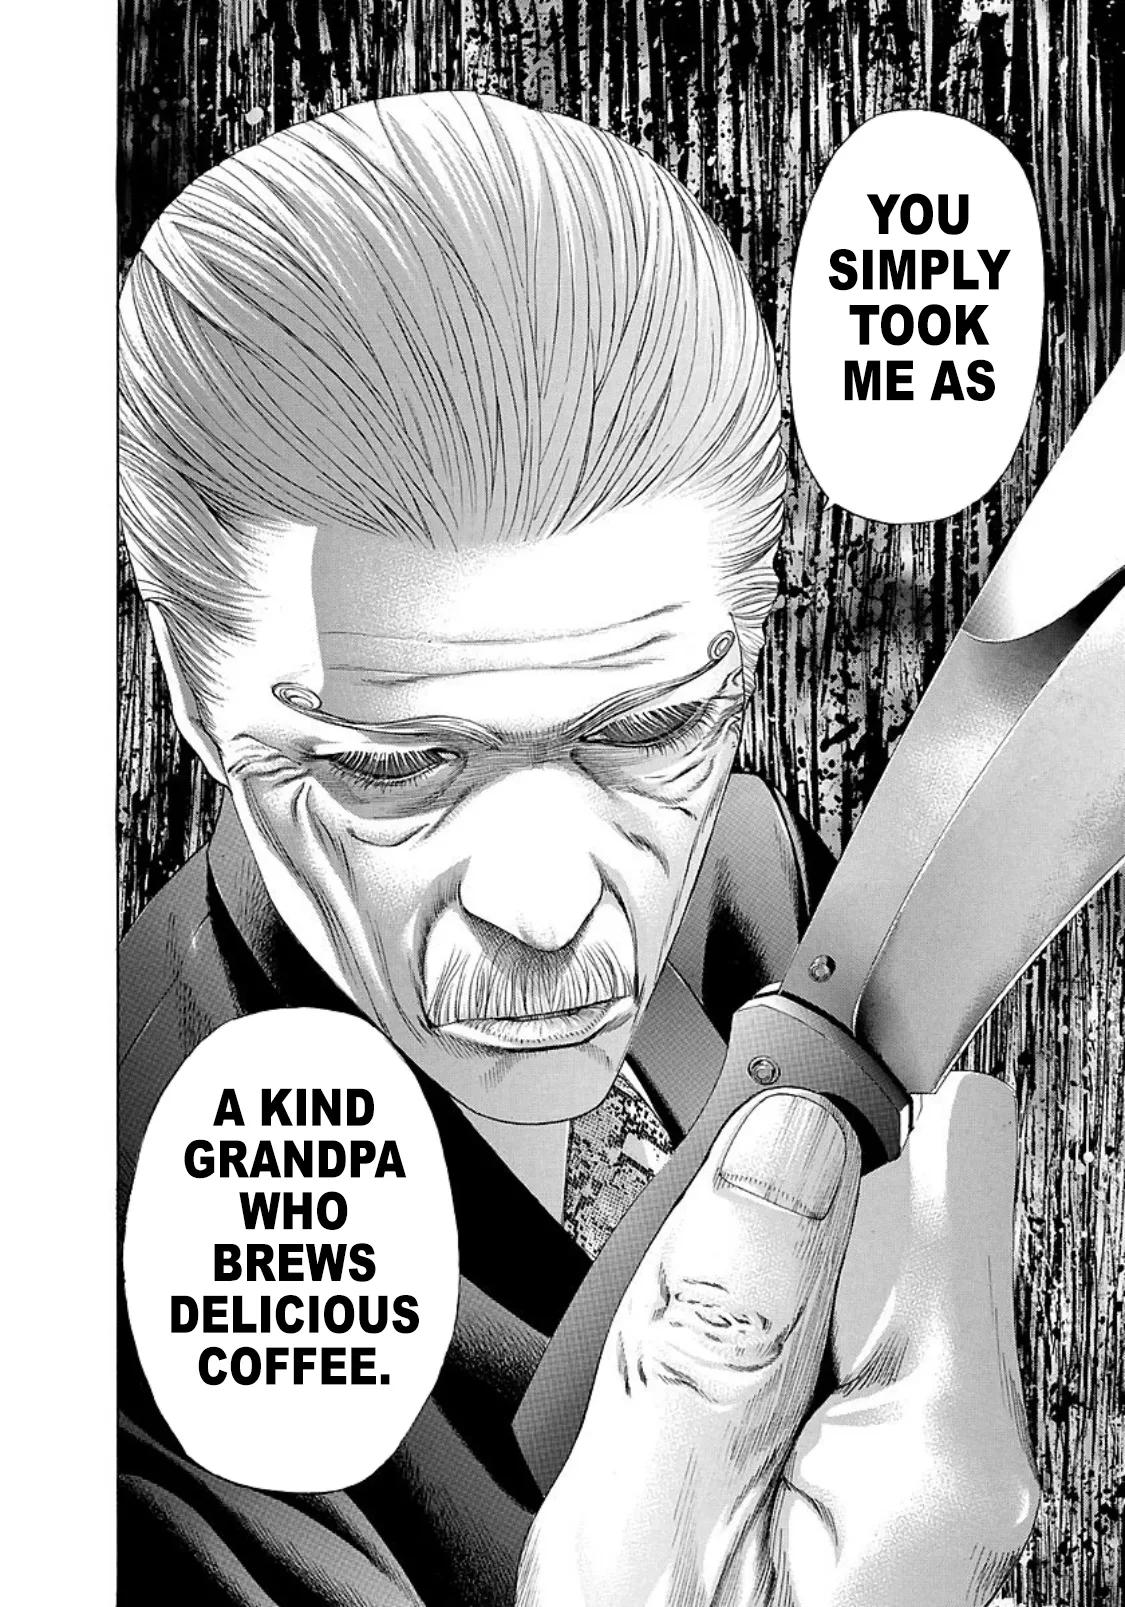 YOU
SIMPLY
TOOK
ME AS
A KIND
GRANDPA
WHO
BREWS
DELICIOUS
COFFEE.